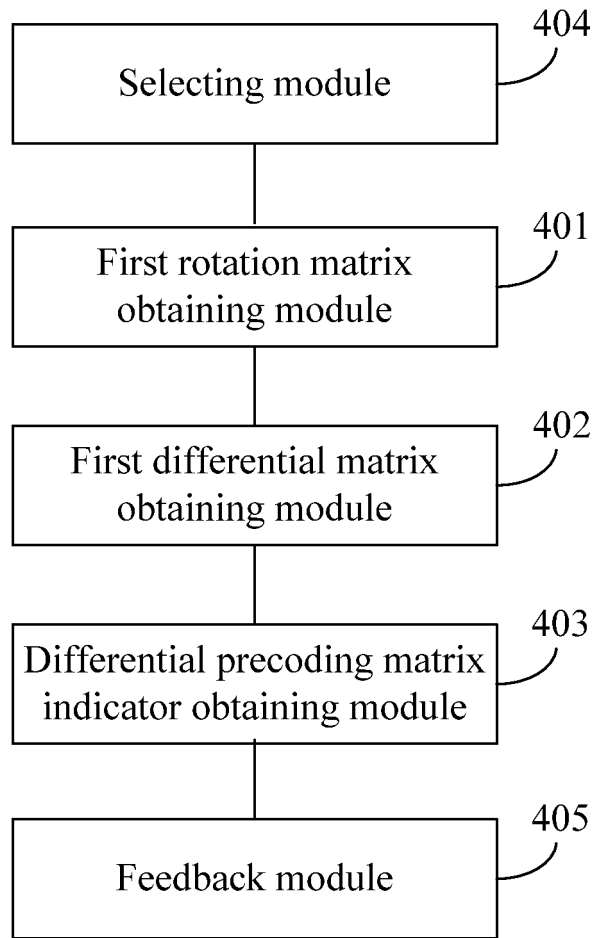 404
Selecting module
401
First rotation matrix
obtaining module
402
First differential matrix
obtaining module
403
Differential precoding matrix
indicator obtaining module
405
Feedback module